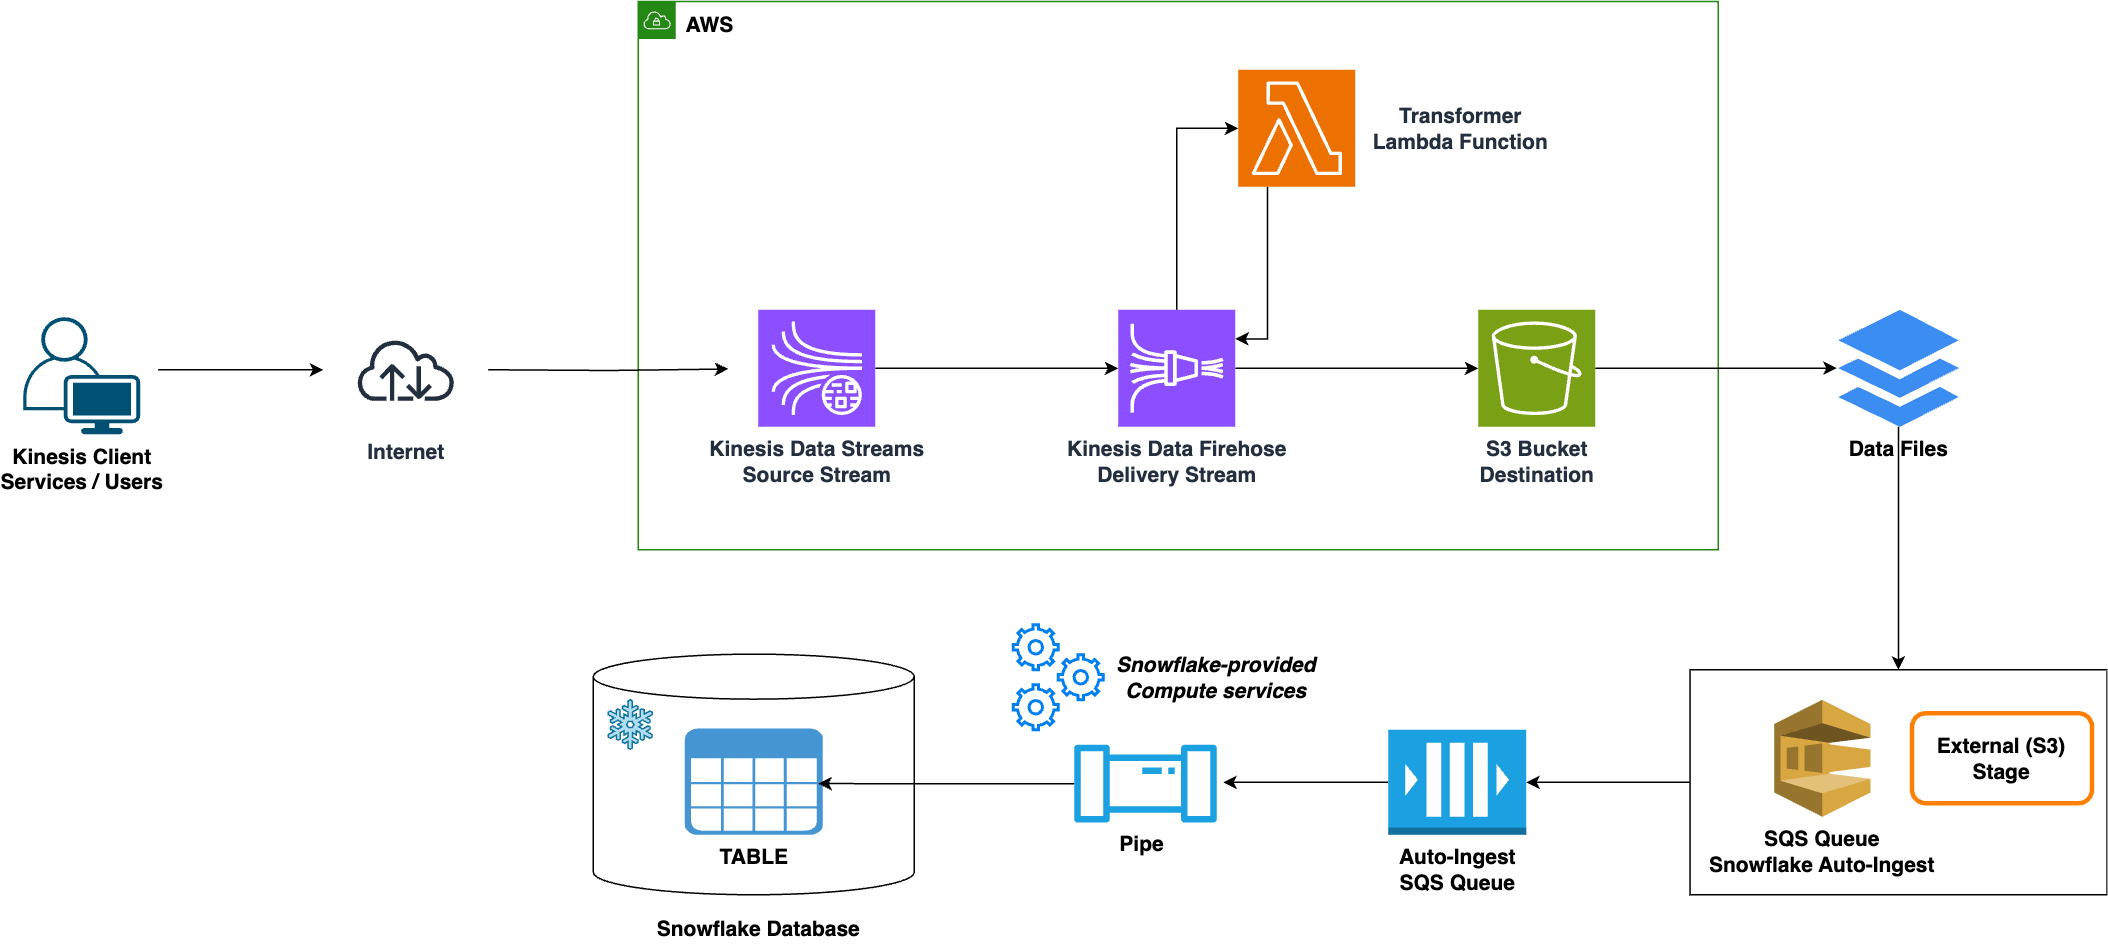 AWS
Transformer
Lambda Function
Kinesis Client
Services / Users
Internet
Kinesis Data Streams
Source Stream
Kinesis Data Firehose
Delivery Stream
S3 Bucket
Destination
Data Files
Snowflake-provided
Compute services
External (S3)
Stage
SQS Queue
Snowflake Auto-Ingest
Auto-Ingest
SQS Queue
Pipe
TABLE
Snowflake Database